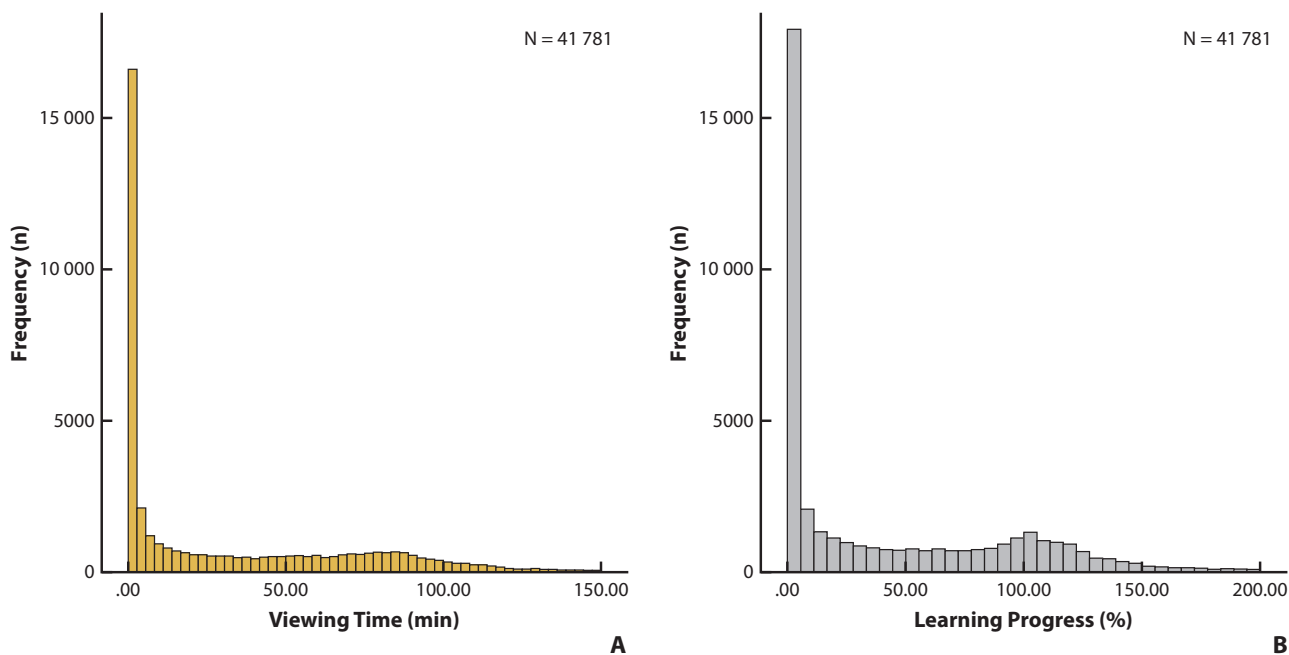 N = 41 781
15 000
10 000
5000
0
Frequency (n)
.00
50.00
100.00
150.00
Viewing Time (min)
A
N = 41 781
15 000
10 000
5000
0
Frequency (n)
.00
50.00
100.00
150.00
200.00
Learning Progress (%)
B